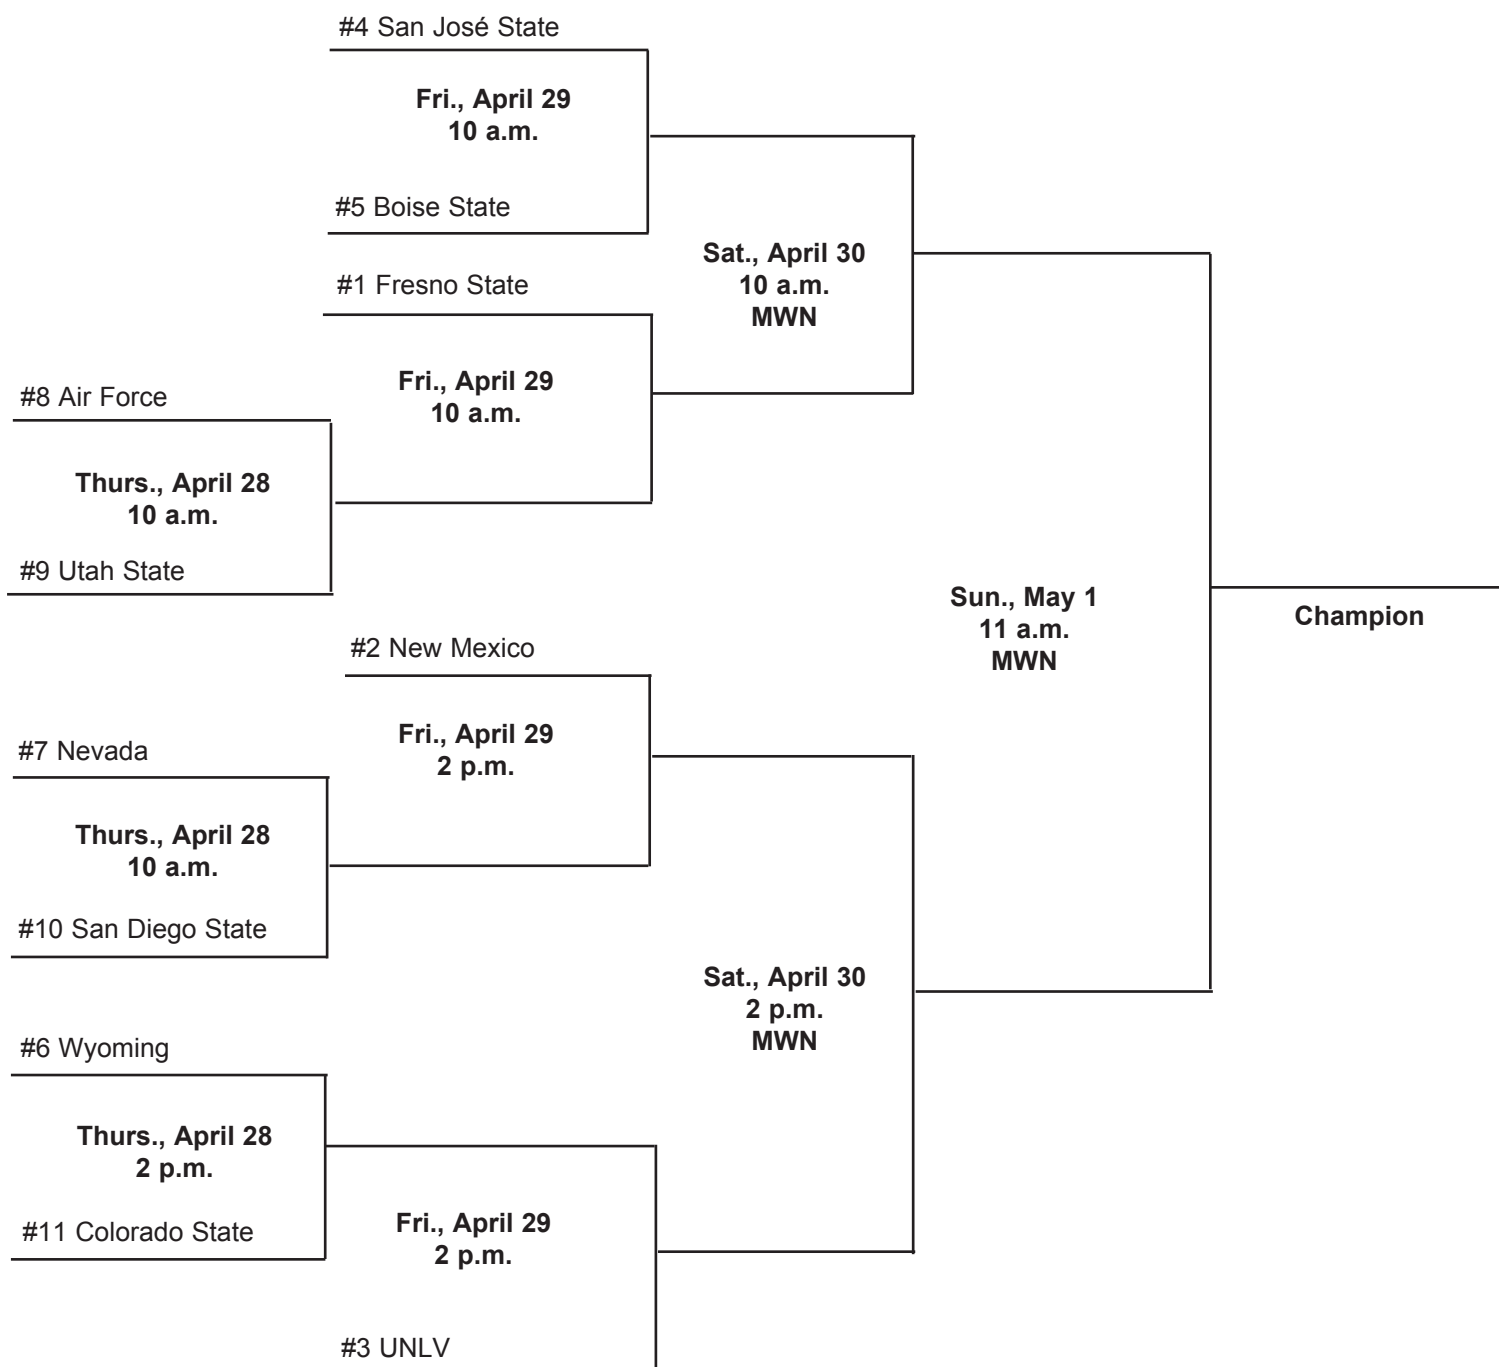 #4 San José State
Fri., April 29
10 a.m.
#5 Boise State
Sat., April 30
10 a.m.
MWN
#1 Fresno State
Fri., April 29
10 a.m.
#8 Air Force
Thurs., April 28
10 a.m.
#9 Utah State
Sun., May 1
11 a.m.
MWN
Champion
#2 New Mexico
Fri., April 29
2 p.m.
#7 Nevada
Thurs., April 28
10 a.m.
#10 San Diego State
Sat., April 30
2 p.m.
MWN
#6 Wyoming
Thurs., April 28
2 p.m.
#11 Colorado State
Fri., April 29
2 p.m.
#3 UNLV